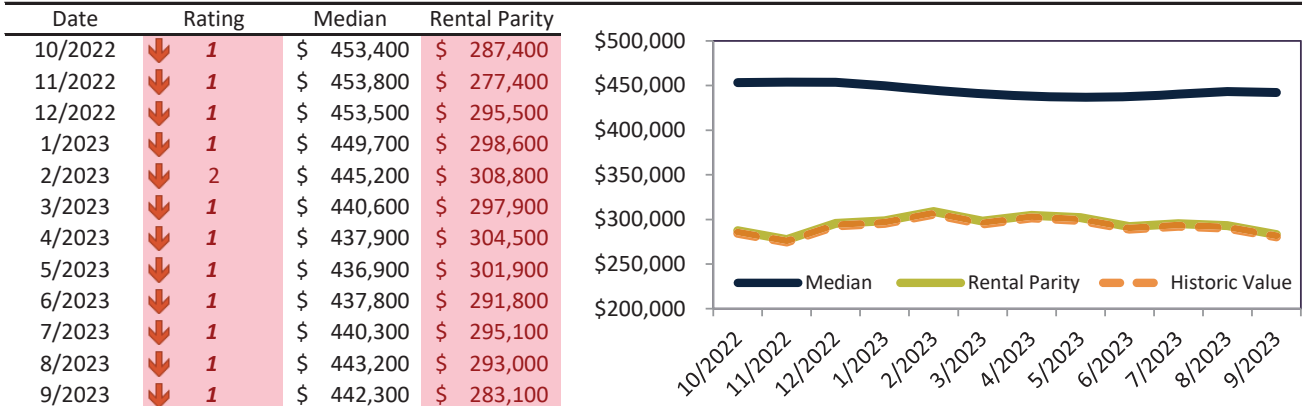 Date Rating Median Rental Parity
10/2022 1 $ 453,400 $ 287,400
11/2022 1 $ 453,800 $ 277,400
12/2022 1 $ 453,500 $ 295,500
1/2023 1 $ 449,700 $ 298,600
2/2023 2 $ 445,200 $ 308,800
3/2023 1 $ 440,600 $ 297,900
4/2023 1 $ 437,900 $ 304,500
5/2023 1 $ 436,900 $ 301,900
6/2023 1 $ 437,800 $ 291,800
7/2023 1 $ 440,300 $ 295,100
8/2023 1 $ 443,200 $ 293,000
9/2023 1 $ 442,300 $ 283,100
$500,000
$450,000
$400,000
$350,000
$300,000
$250,000
$200,000
Median Rental Parity Historic Value
10/2022 11/2022 12/2022 1/2023 2/2023 3/2023 4/2023 5/2023 6/2023 7/2023 8/2023 9/2023